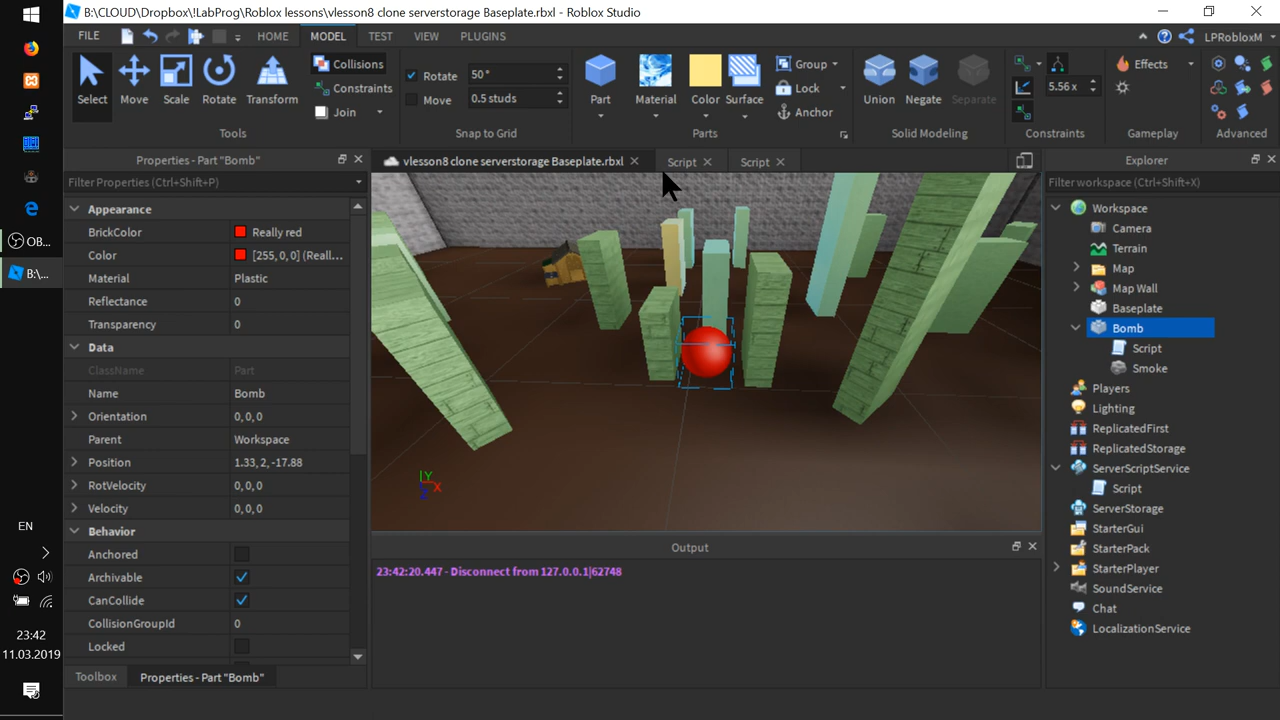 B:\CLOUD\Dropbox\!LabProg\Roblox lessons\vlesson8 clone serverstorage Baseplate.rbxl - Roblox Studio
FILE HOME MODEL TEST VIEW PLUGINS LPRobloxM
Select Move Scale Rotate Transform
Collisions
Constraints
Join
Tools
Rotate 50°
Move 0.5 studs
Snap to Grid
Part Material Color Surface
Group
Lock
Anchor
Parts
Union Negate Separate
Solid Modeling
5.56 x
Constraints
Effects
Gameplay
Advanced
Properties - Part "Bomb"
Filter Properties (Ctrl+Shift+P)
Appearance
BrickColor Really red
Color [255, 0, 0] (Reall...
Material Plastic
Reflectance 0
Transparency 0
Data
ClassName Part
Name Bomb
Orientation 0, 0, 0
Parent Workspace
Position 1.33, 2, -17.88
RotVelocity 0, 0, 0
Velocity 0, 0, 0
Behavior
Anchored
Archivable
CanCollide
CollisionGroupId 0
Locked
Toolbox Properties - Part "Bomb"
vlesson8 clone serverstorage Baseplate.rbxl Script Script
Y
X
Z
Output
23:42:20.447 - Disconnect from 127.0.0.1|62748
Explorer
Filter workspace (Ctrl+Shift+X)
Workspace
Camera
Terrain
Map
Map Wall
Baseplate
Bomb
Script
Smoke
Players
Lighting
ReplicatedFirst
ReplicatedStorage
ServerScriptService
Script
ServerStorage
StarterGui
StarterPack
StarterPlayer
SoundService
Chat
LocalizationService
OB...
B:\...
EN
23:42
11.03.2019